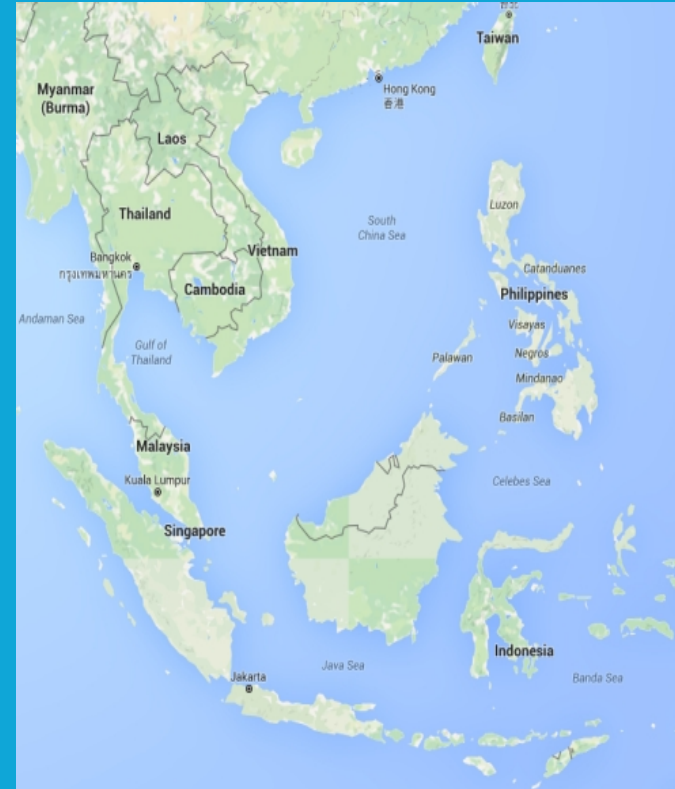 Taiwan
Myanmar
(Burma)
Hong Kong
香港
Laos
Luzon
Thailand
South
China Sea
Vietnam
Bangkok
กรุงเทพมหานคร
Catanduanes
Cambodia
Philippines
Andaman Sea
Visayas
Gulf of
Thailand
Palawan
Negros
Mindanao
Basilan
Malaysia
Kuala Lumpur
Celebes Sea
Singapore
Indonesia
Java Sea
Jakarta
Banda Sea